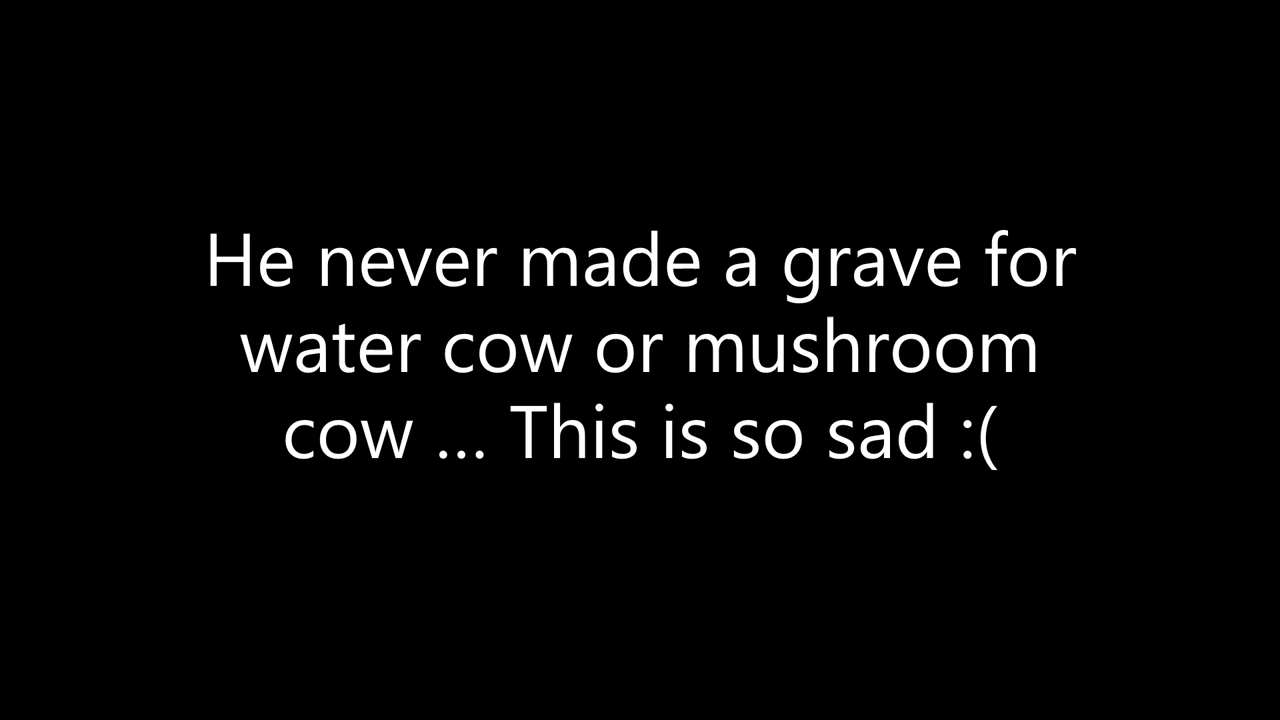 He never made a grave for
water cow or mushroom
cow ... This is so sad :(